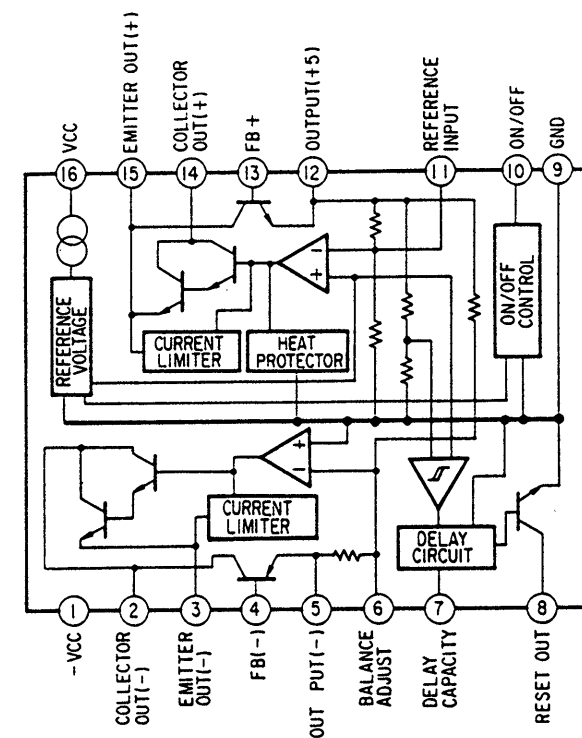 VCC
EMITTER OUT(+)
COLLECTOR
OUT(+)
FB+
OUTPUT(+5)
REFERENCE
INPUT
ON/OFF
GND
16
15
14
13
12
11
10
9
REFERENCE
VOLTAGE
CURRENT
LIMITER
HEAT
PROTECTOR
ON/OFF
CONTROL
−
+
+
−
CURRENT
LIMITER
DELAY
CIRCUIT
1
2
3
4
5
6
7
8
-VCC
COLLECTOR
OUT(-)
EMITTER
OUT(-)
FB(-)
OUT PUT(-)
BALANCE
ADJUST
DELAY
CAPACITY
RESET OUT